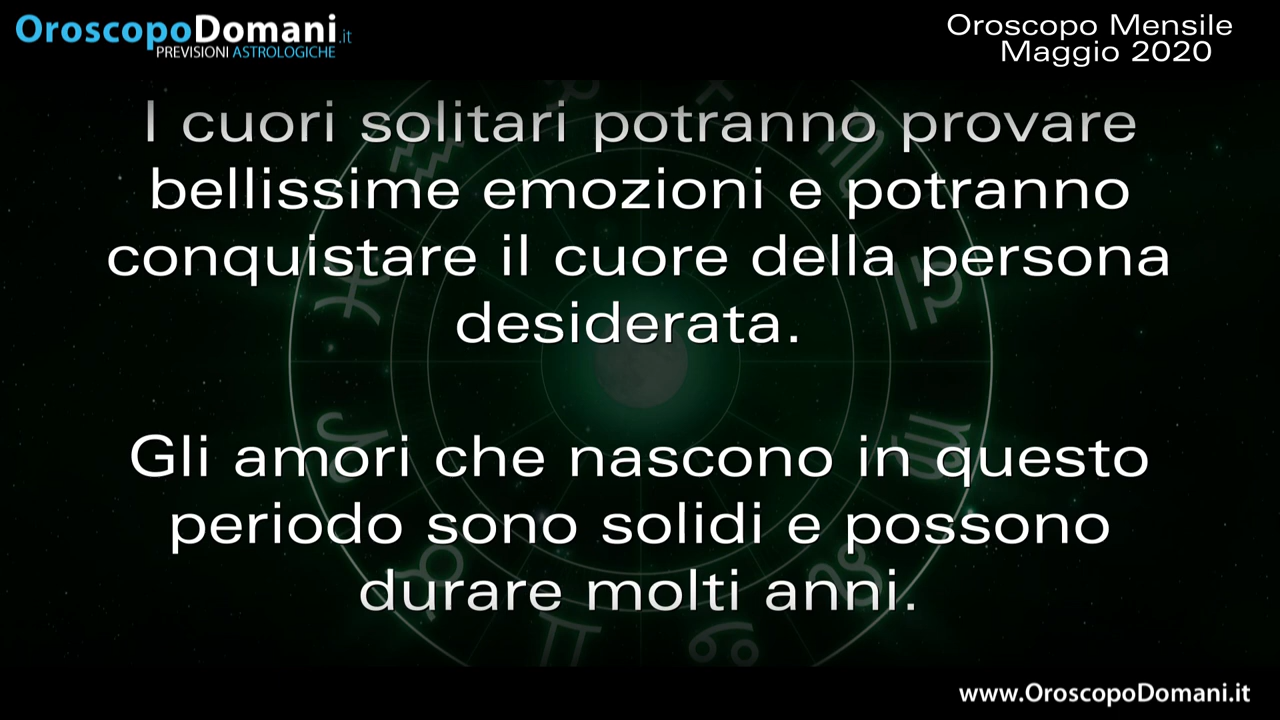 OroscopoDomani.it
PREVISIONI ASTROLOGICHE
Oroscopo Mensile
Maggio 2020
I cuori solitari potranno provare
bellissime emozioni e potranno
conquistare il cuore della persona
desiderata.
Gli amori che nascono in questo
periodo sono solidi e possono
durare molti anni.
www.OroscopoDomani.it